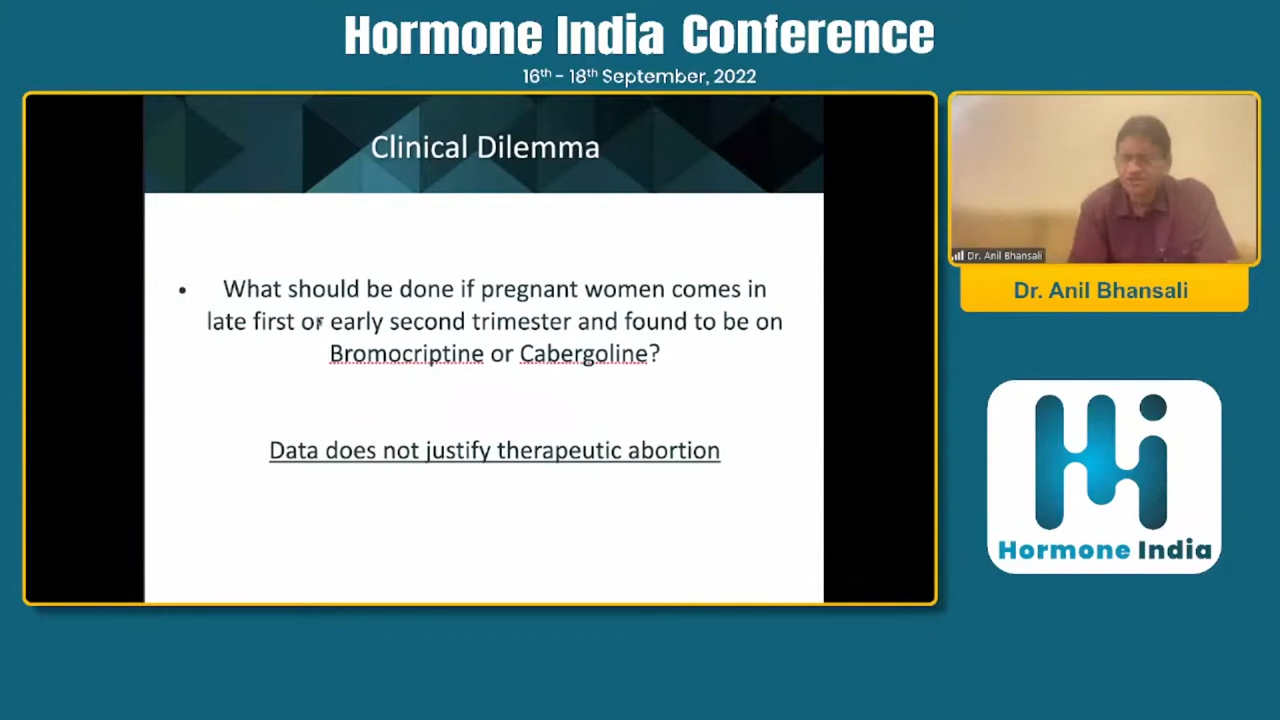 Hormone India Conference
16th - 18th September, 2022
Clinical Dilemma
• What should be done if pregnant women comes in
late first or early second trimester and found to be on
Bromocriptine or Cabergoline?
Data does not justify therapeutic abortion
Dr. Anil Bhansali
Dr. Anil Bhansali
Hi
Hormone India